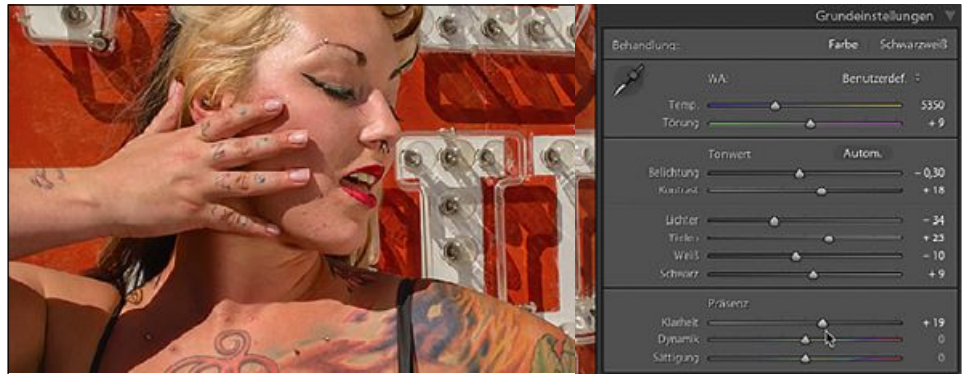 Grundeinstellungen
Behandlung: Farbe Schwarzweiß
WA: Benutzerdef.
Temp. 5350
Tönung + 9
Tonwert Autom.
Belichtung − 0,30
Kontrast + 18
Lichter − 34
Tiefen + 23
Weiß − 10
Schwarz + 9
Präsenz
Klarheit + 19
Dynamik 0
Sättigung 0